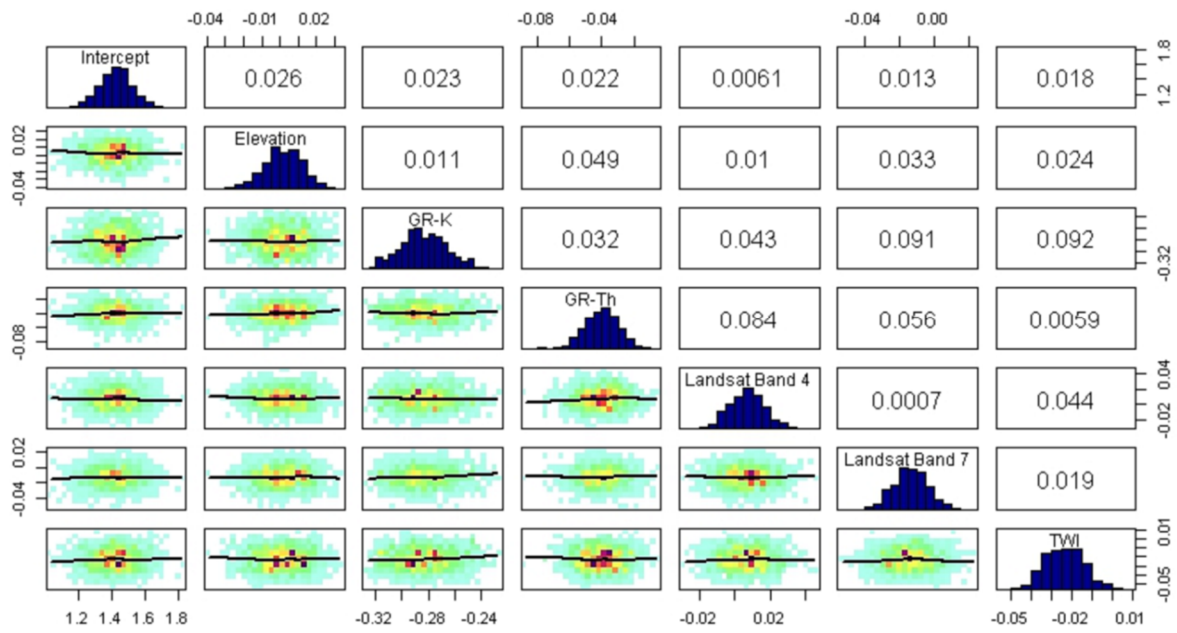 -0.04 -0.01 0.02 -0.08 -0.04 -0.04 0.00
Intercept 0.026 0.023 0.022 0.0061 0.013 0.018 1.2 1.8
-0.04 0.02 Elevation 0.011 0.049 0.01 0.033 0.024
GR-K 0.032 0.043 0.091 0.092 -0.32
-0.08 GR-Th 0.084 0.056 0.0059
Landsat Band 4 0.0007 0.044 -0.02 0.04
-0.04 0.02 Landsat Band 7 0.019
TWI -0.05 0.01
1.2 1.4 1.6 1.8 -0.32 -0.28 -0.24 -0.02 0.02 -0.05 -0.02 0.01